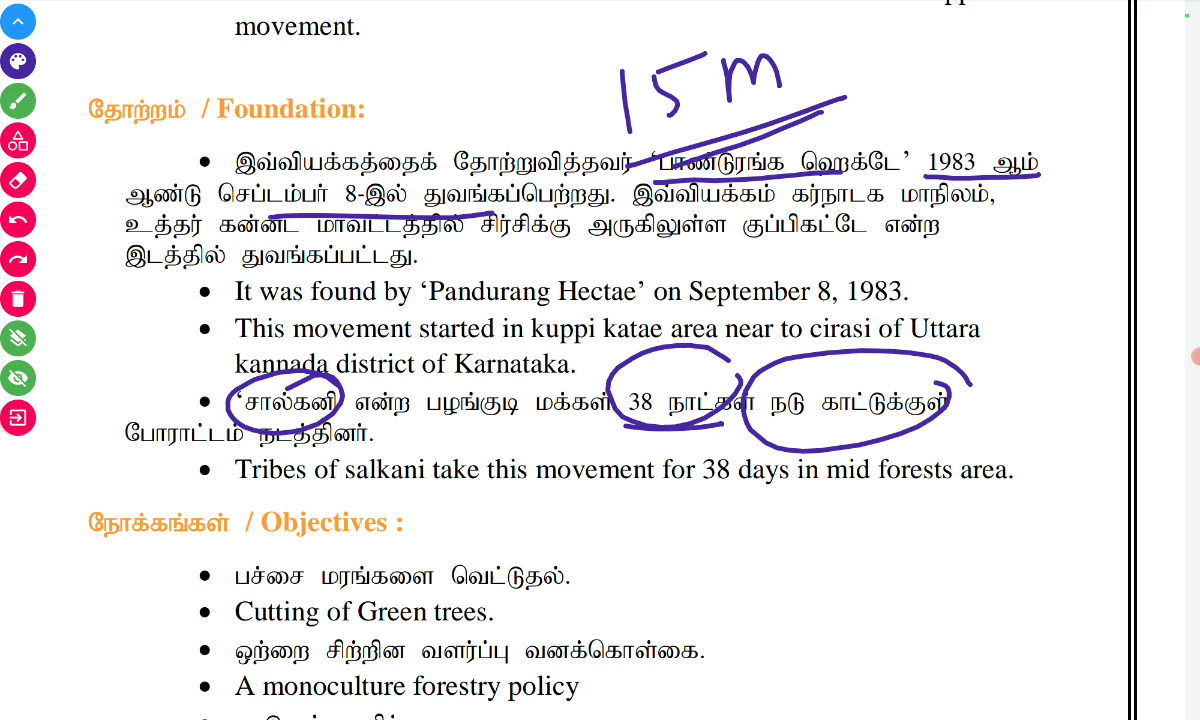 movement.
15 m
தோற்றம் / Foundation:
• இவ்வியக்கத்தைக் தோற்றுவித்தவர் ‘பாண்டுரங்க ஹெக்டே’ 1983 ஆம்
ஆண்டு செப்டம்பர் 8-இல் துவங்கப்பெற்றது. இவ்வியக்கம் கர்நாடக மாநிலம்,
உத்தர் கன்னட மாவட்டத்தில் சிர்சிக்கு அருகிலுள்ள குப்பிகட்டே என்ற
இடத்தில் துவங்கப்பட்டது.
• It was found by ‘Pandurang Hectae’ on September 8, 1983.
• This movement started in kuppi katae area near to cirasi of Uttara
kannada district of Karnataka.
• ‘சால்கனி என்ற பழங்குடி மக்கள் 38 நாட்கள் நடு காட்டுக்குள்
போராட்டம் நடத்தினர்.
• Tribes of salkani take this movement for 38 days in mid forests area.
நோக்கங்கள் / Objectives :
• பச்சை மரங்களை வெட்டுதல்.
• Cutting of Green trees.
• ஒற்றை சிற்றின வளர்ப்பு வனக்கொள்கை.
• A monoculture forestry policy